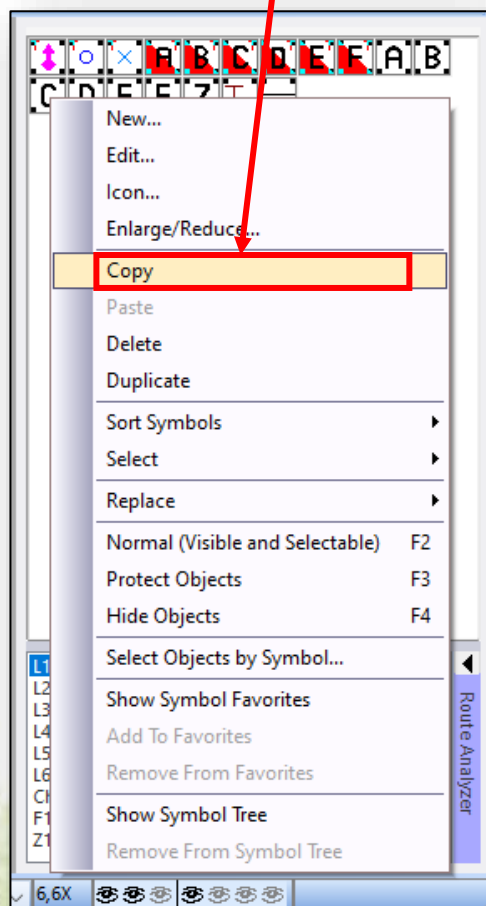 A B C D E F A B
C D E F Z T
New...
Edit...
Icon...
Enlarge/Reduce...
Copy
Paste
Delete
Duplicate
Sort Symbols
Select
Replace
Normal (Visible and Selectable) F2
Protect Objects F3
Hide Objects F4
Select Objects by Symbol...
Show Symbol Favorites
Add To Favorites
Remove From Favorites
Show Symbol Tree
Remove From Symbol Tree
L1
L2
L3
L4
L5
L6
F1
Z1
Route Analyzer
6,6X